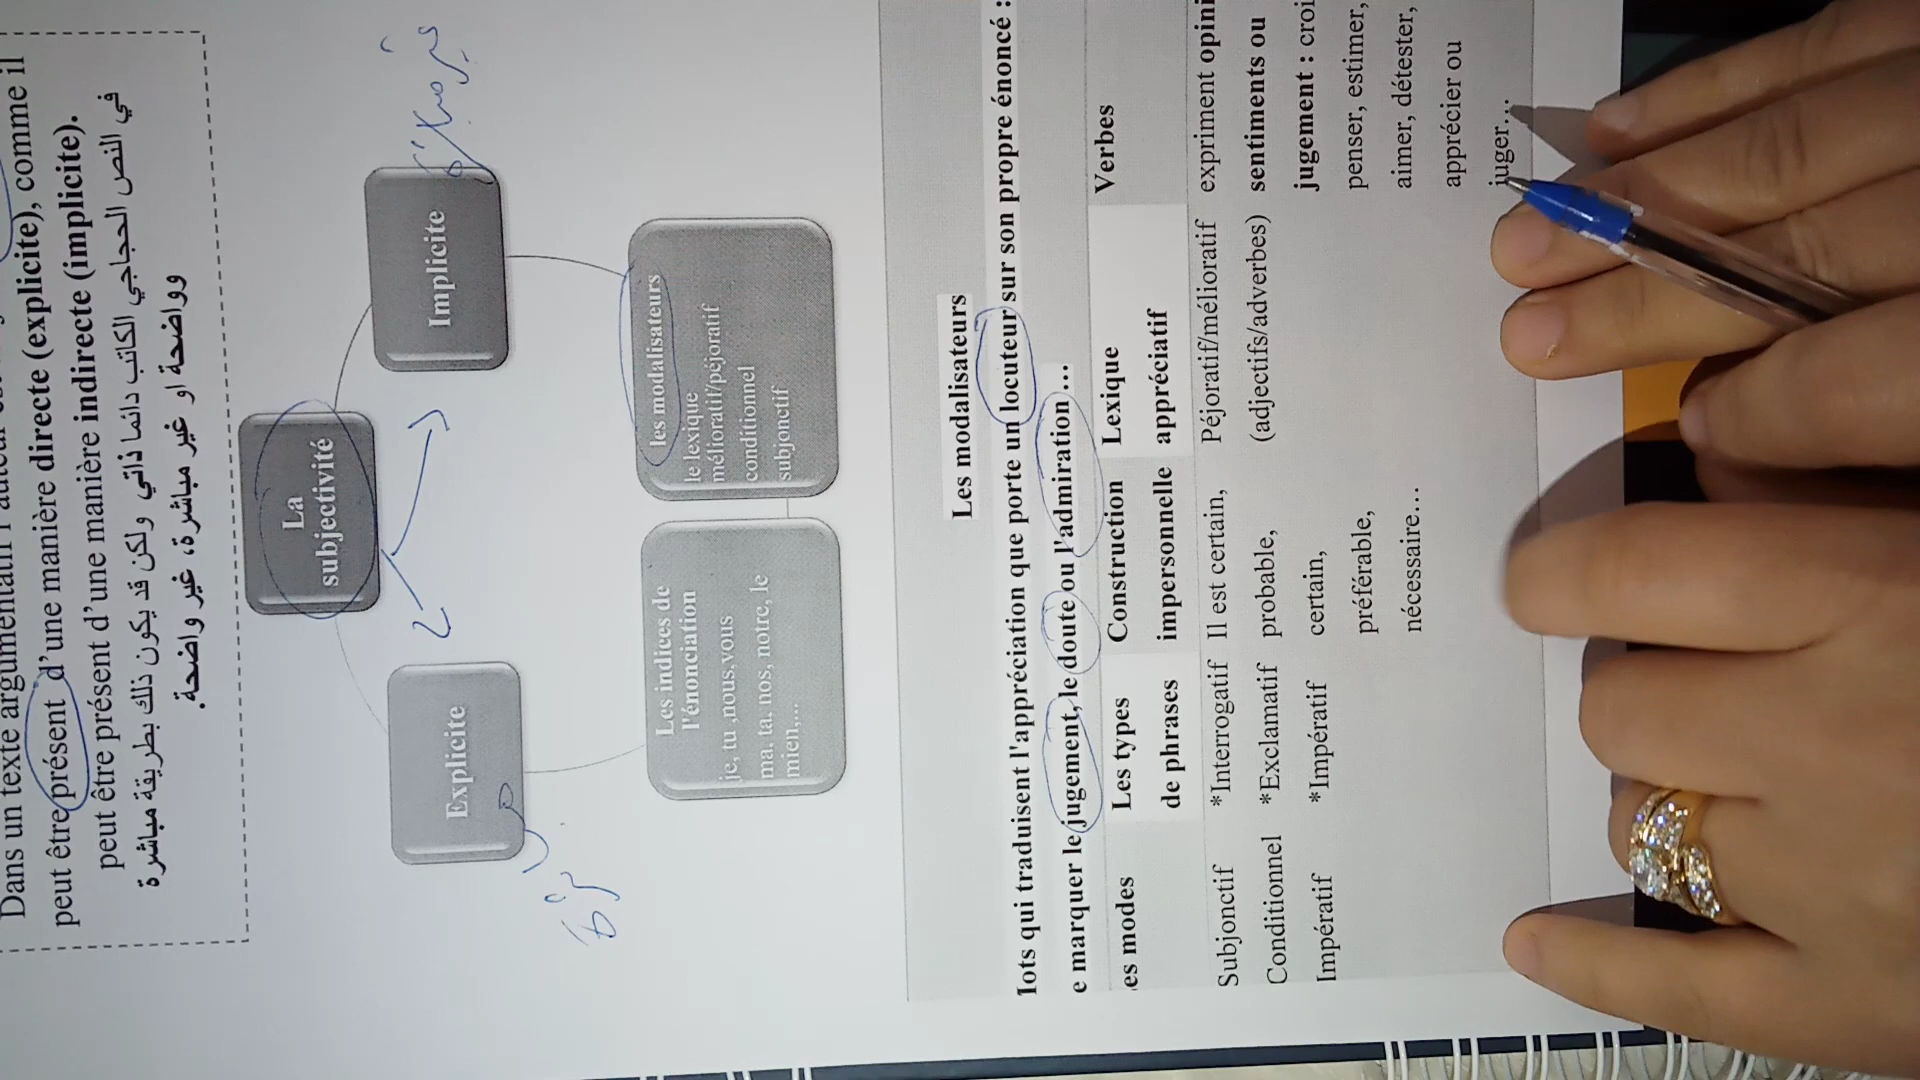 Dans un texte argumentatif l'auteur
peut être présent d'une manière directe (explicite), comme il
peut être présent d'une manière indirecte (implicite).
في النص الحجاجي الكاتب دائما ذاتي ولكن قد يكون ذلك بطريقة مباشرة
وواضحة او غير مباشرة، غير واضحة.
La
subjectivité
Explicite
Implicite
Les indices de
l'énonciation
je, tu ,nous,vous
ma, ta, nos, notre, le
mien,...
les modalisateurs
le lexique
mélioratif/péjoratif
conditionnel
subjonctif
Les modalisateurs
qui traduisent l'appréciation que porte un locuteur sur son propre énoncé :
marquer le jugement, le doute ou l'admiration…
es modes
Les types
de phrases
Construction
impersonnelle
Lexique
appréciatif
Verbes
Subjonctif
Conditionnel
Impératif
*Interrogatif
*Exclamatif
*Impératif
Il est certain,
probable,
certain,
préférable,
nécessaire…
Péjoratif/mélioratif
(adjectifs/adverbes)
expriment opini
sentiments ou
jugement : croi
penser, estimer,
aimer, détester,
apprécier ou
juger…